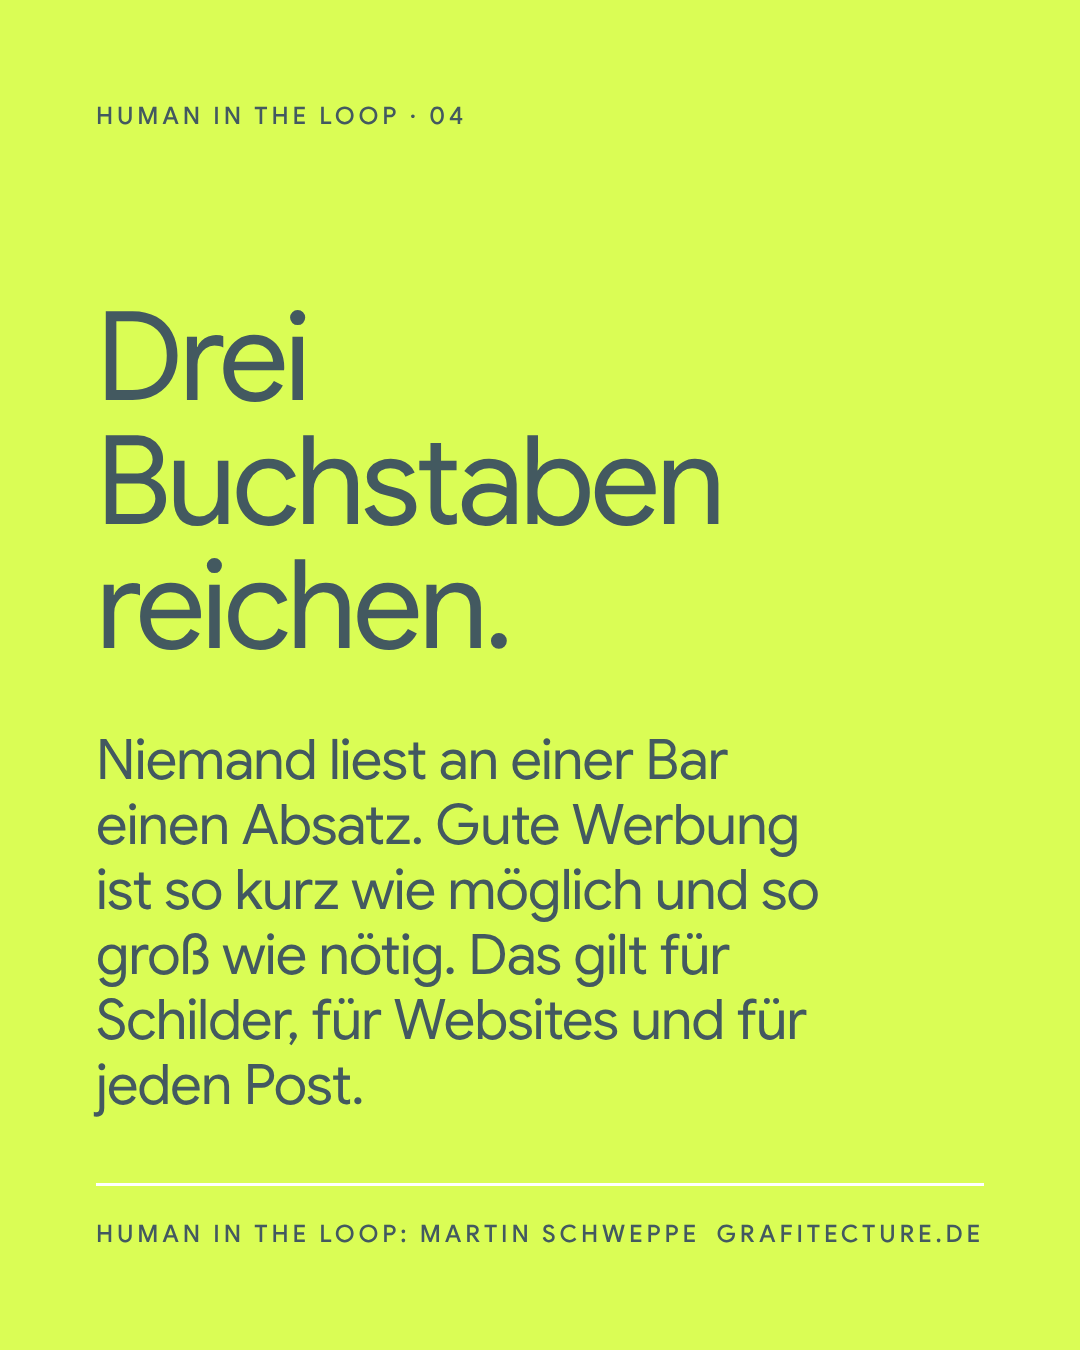 HUMAN IN THE LOOP · 04
Drei
Buchstaben
reichen.
Niemand liest an einer Bar
einen Absatz. Gute Werbung
ist so kurz wie möglich und so
groß wie nötig. Das gilt für
Schilder, für Websites und für
jeden Post.
HUMAN IN THE LOOP: MARTIN SCHWEPPE GRAFITECTURE.DE